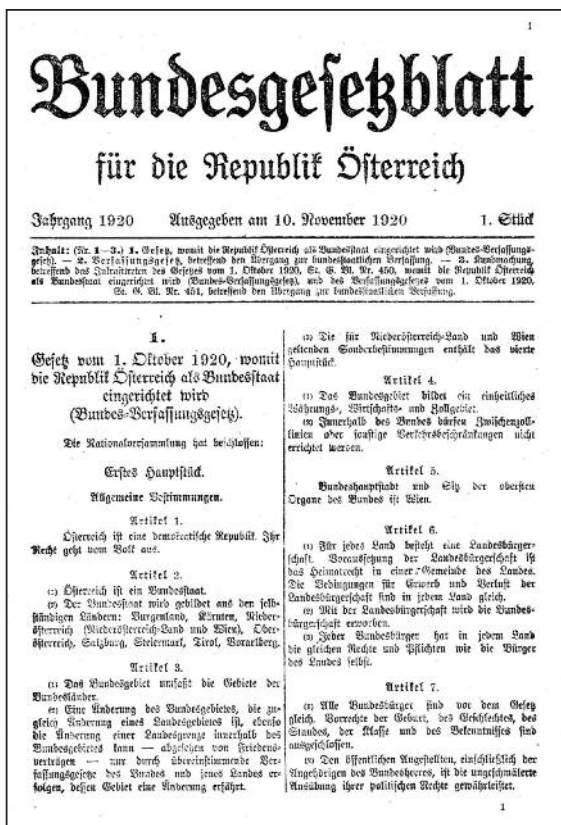 1
Bundesgesetzblatt
für die Republik Österreich
Jahrgang 1920 Ausgegeben am 10. November 1920 1. Stück
Inhalt: (Nr. 1—3.) 1. Gesetz, womit die Republik Österreich als Bundesstaat eingerichtet wird (Bundes-Verfassungs-
gesetz). — 2. Verfassungsgesetz, betreffend den Übergang zur bundesstaatlichen Verfassung. — 3. Kundmachung,
betreffend das Inkrafttreten des Gesetzes vom 1. Oktober 1920, St. G. Bl. Nr. 450, womit die Republik Österreich
als Bundesstaat eingerichtet wird (Bundes-Verfassungsgesetz), und des Verfassungsgesetzes vom 1. Oktober 1920,
St. G. Bl. Nr. 451, betreffend den Übergang zur bundesstaatlichen Verfassung.
1.
Gesetz vom 1. Oktober 1920, womit
die Republik Österreich als Bundesstaat
eingerichtet wird
(Bundes-Verfassungsgesetz).
Die Nationalversammlung hat beschlossen:
Erstes Hauptstück.
Allgemeine Bestimmungen.
Artikel 1.
Österreich ist eine demokratische Republik. Ihr
Recht geht vom Volk aus.
Artikel 2.
(1) Österreich ist ein Bundesstaat.
(2) Der Bundesstaat wird gebildet aus den selb-
ständigen Ländern: Burgenland, Kärnten, Nieder-
österreich (Niederösterreich-Land und Wien), Ober-
österreich, Salzburg, Steiermark, Tirol, Vorarlberg.
Artikel 3.
(1) Das Bundesgebiet umfaßt die Gebiete der
Bundesländer.
(2) Eine Änderung des Bundesgebietes, die zu-
gleich Änderung eines Landesgebietes ist, ebenso
die Änderung einer Landesgrenze innerhalb des
Bundesgebietes kann — abgesehen von Friedens-
verträgen — nur durch übereinstimmende Ver-
fassungsgesetze des Bundes und jenes Landes er-
folgen, dessen Gebiet eine Änderung erfährt.
(3) Die für Niederösterreich-Land und Wien
geltenden Sonderbestimmungen enthält das vierte
Hauptstück.
Artikel 4.
(1) Das Bundesgebiet bildet ein einheitliches
Währungs-, Wirtschafts- und Zollgebiet.
(2) Innerhalb des Bundes dürfen Zwischenzoll-
linien oder sonstige Verkehrsbeschränkungen nicht
errichtet werden.
Artikel 5.
Bundeshauptstadt und Sitz der obersten
Organe des Bundes ist Wien.
Artikel 6.
(1) Für jedes Land besteht eine Landesbürger-
schaft. Voraussetzung der Landesbürgerschaft ist
das Heimatrecht in einer Gemeinde des Landes.
Die Bedingungen für Erwerb und Verlust der
Landesbürgerschaft sind in jedem Land gleich.
(2) Mit der Landesbürgerschaft wird die Bundes-
bürgerschaft erworben.
(3) Jeder Bundesbürger hat in jedem Land
die gleichen Rechte und Pflichten wie die Bürger
des Landes selbst.
Artikel 7.
(1) Alle Bundesbürger sind vor dem Gesetz
gleich. Vorrechte der Geburt, des Geschlechtes, des
Standes, der Klasse und des Bekenntnisses sind
ausgeschlossen.
(2) Den öffentlichen Angestellten, einschließlich der
Angehörigen des Bundesheeres, ist die ungeschmälerte
Ausübung ihrer politischen Rechte gewährleistet.
1